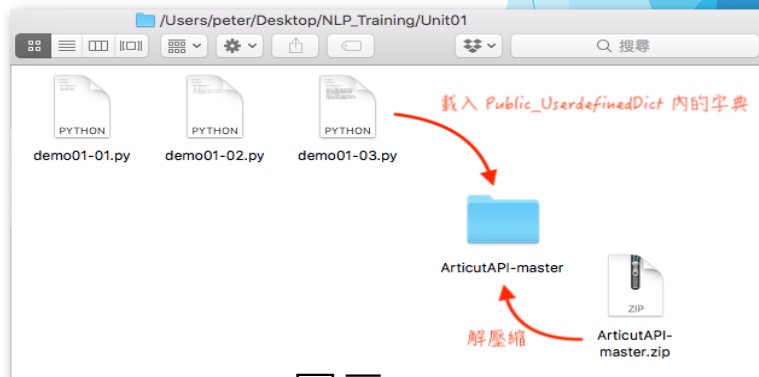 /Users/peter/Desktop/NLP_Training/Unit01
搜尋
載入 Public_UserdefinedDict 內的字典
PYTHON
PYTHON
PYTHON
demo01-01.py
demo01-02.py
demo01-03.py
ArticutAPI-master
ZIP
解壓縮
ArticutAPI-
master.zip